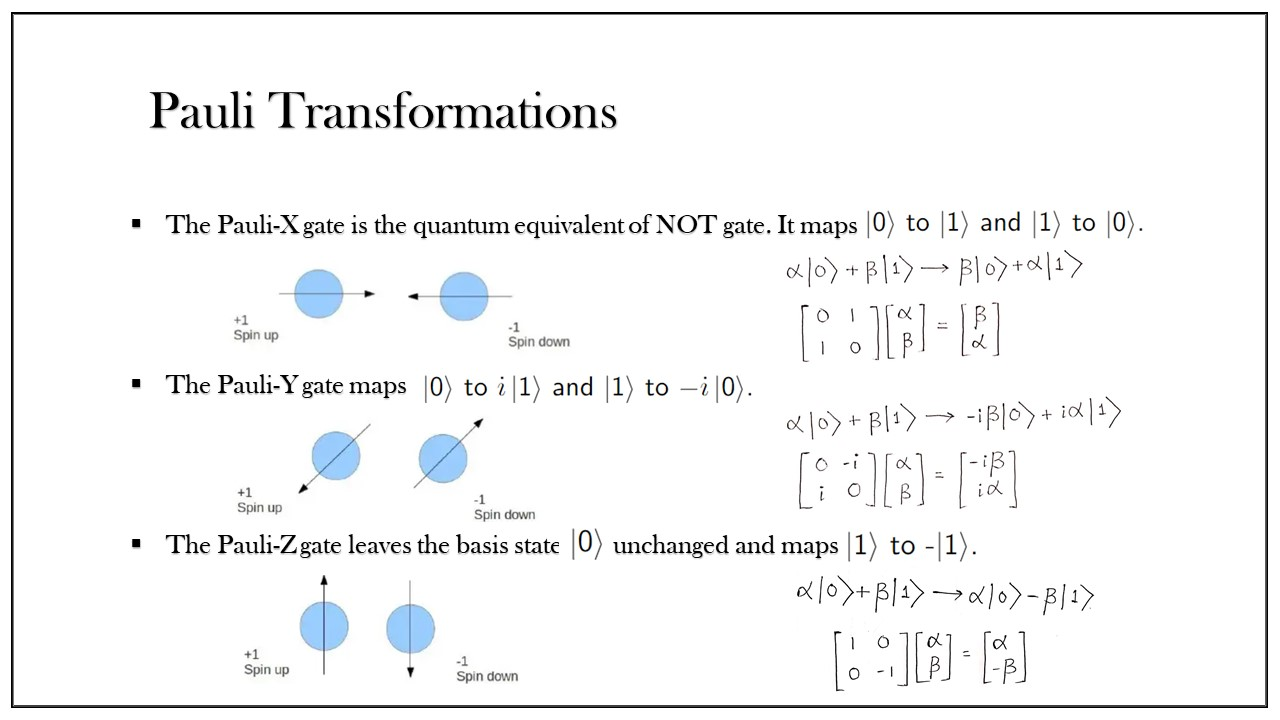 Pauli Transformations
▪ The Pauli-X gate is the quantum equivalent of NOT gate. It maps |0⟩ to |1⟩ and |1⟩ to |0⟩.
α|0⟩ + β|1⟩ → β|0⟩ + α|1⟩
[0 1
1 0] [α
β] = [β
α]
+1
Spin up
-1
Spin down
▪ The Pauli-Y gate maps |0⟩ to i|1⟩ and |1⟩ to −i|0⟩.
α|0⟩ + β|1⟩ → -iβ|0⟩ + iα|1⟩
[0 -i
i 0] [α
β] = [-iβ
iα]
+1
Spin up
-1
Spin down
▪ The Pauli-Z gate leaves the basis state |0⟩ unchanged and maps |1⟩ to -|1⟩.
α|0⟩ + β|1⟩ → α|0⟩ - β|1⟩
[1 0
0 -1] [α
β] = [α
-β]
+1
Spin up
-1
Spin down